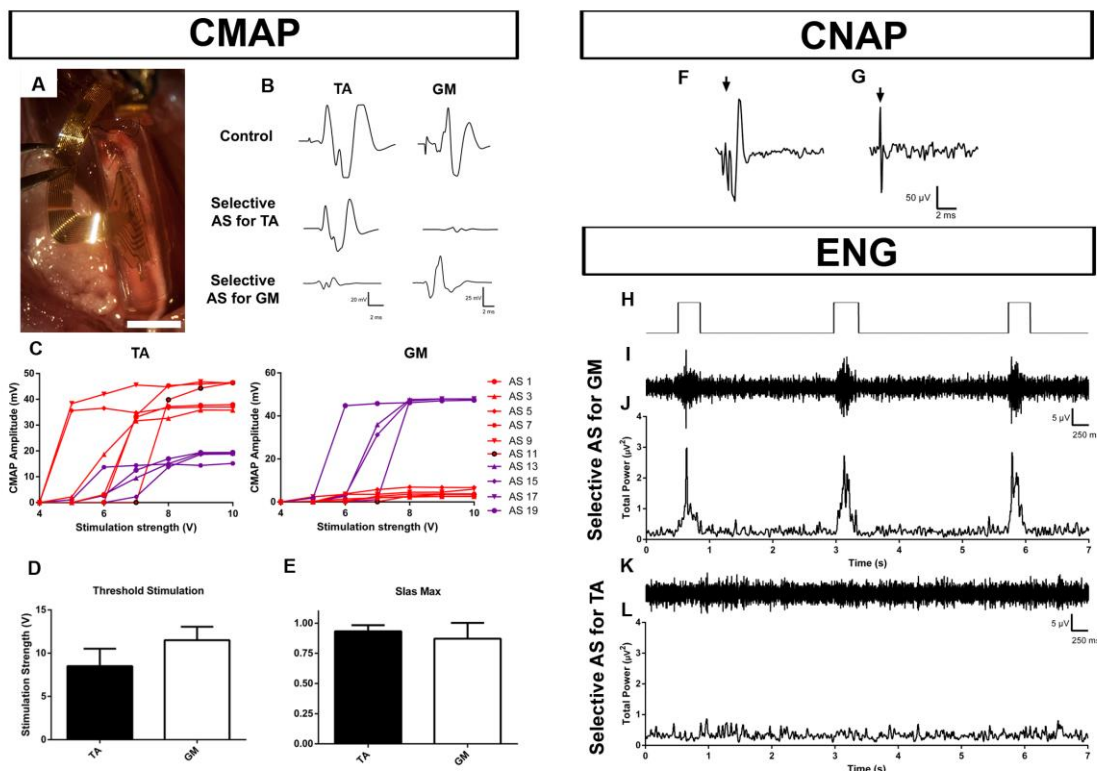 CMAP
A
B
TA
GM
Control
Selective
AS for TA
Selective
AS for GM
20 mV
2 ms
25 mV
2 ms
C
TA
CMAP Amplitude (mV)
50
40
30
20
10
0
4
6
8
10
Stimulation strength (V)
GM
CMAP Amplitude (mV)
60
40
20
0
4
6
8
10
Stimulation strength (V)
AS 1
AS 3
AS 5
AS 7
AS 9
AS 11
AS 13
AS 15
AS 17
AS 19
D
Threshold Stimulation
Stimulation Strength (V)
15
10
5
0
TA
GM
E
SIas Max
1.00
0.75
0.50
0.25
0.00
TA
GM
CNAP
F
G
50 µV
2 ms
ENG
H
Selective AS for GM
I
5 µV
250 ms
J
Total Power (µV²)
4
3
2
1
0
0
1
2
3
4
5
6
7
Time (s)
Selective AS for TA
K
5 µV
250 ms
L
Total Power (µV²)
4
3
2
1
0
0
1
2
3
4
5
6
7
Time (s)